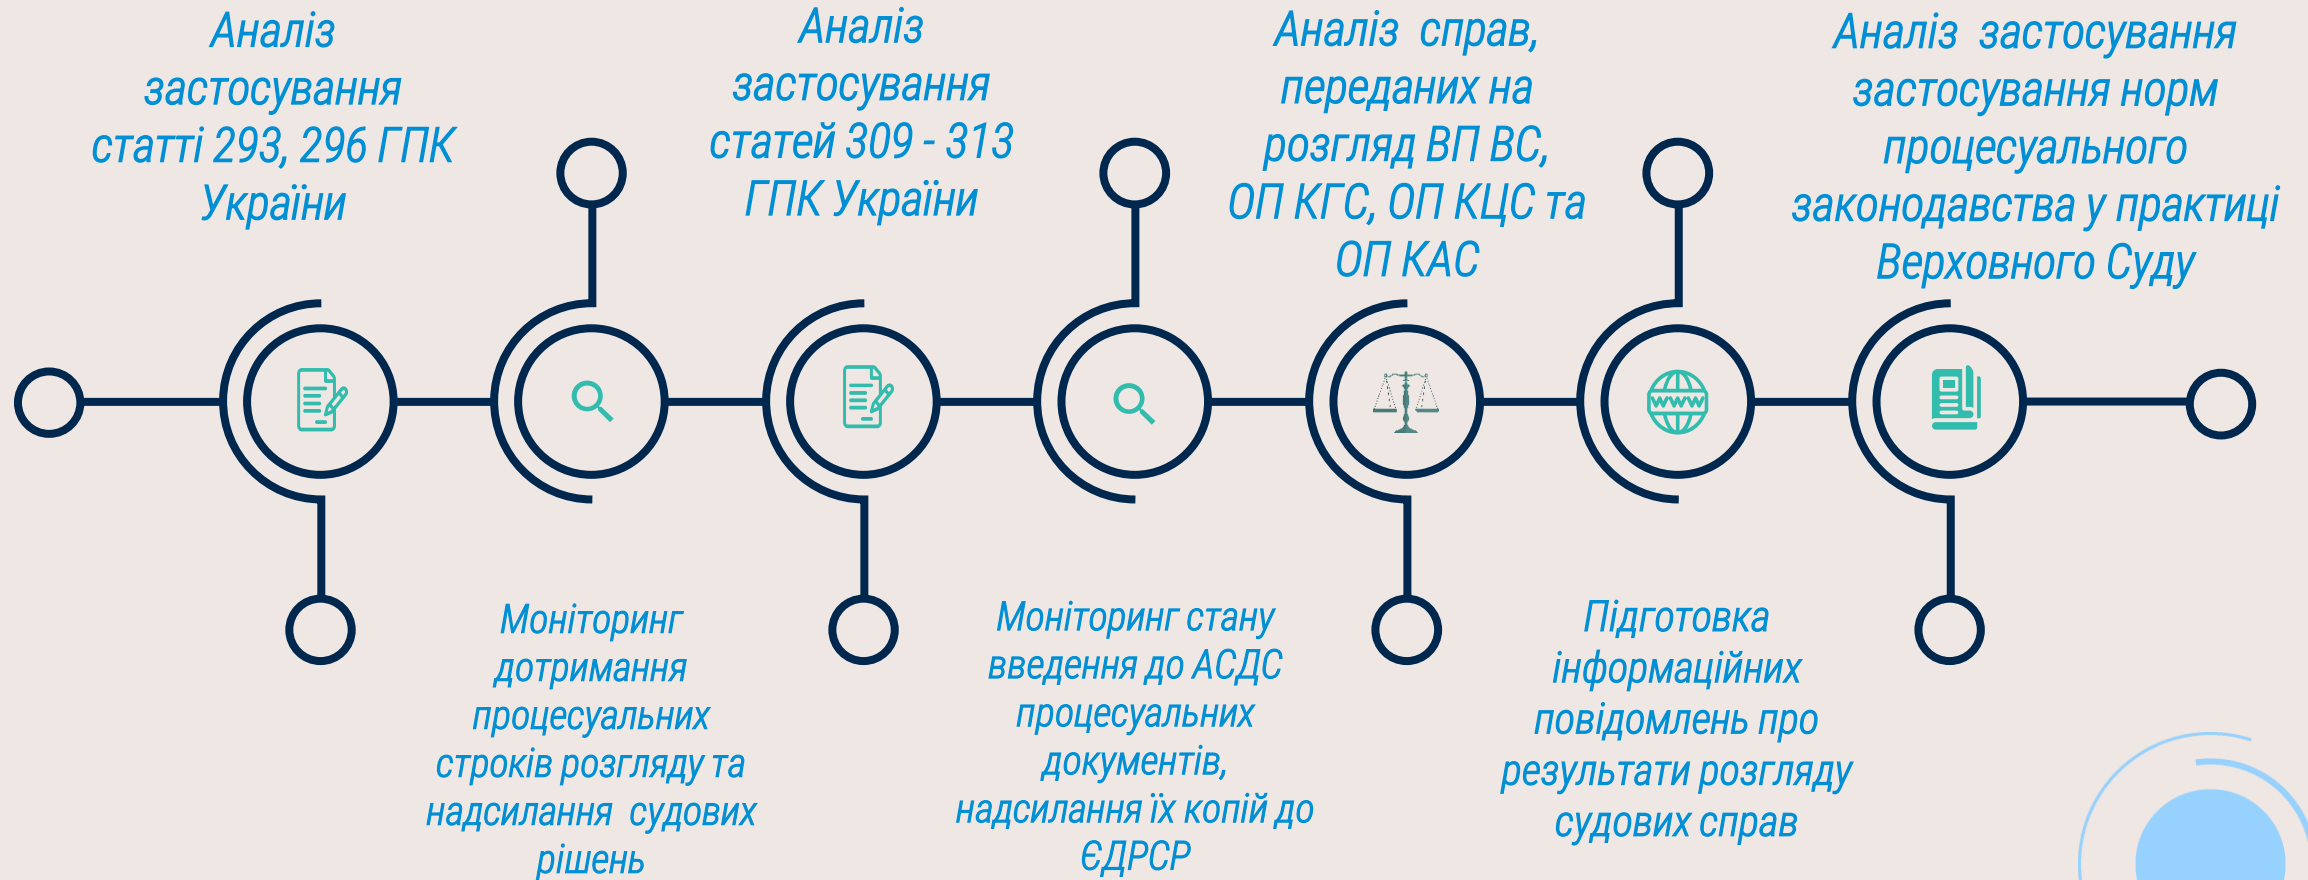 Аналіз
застосування
статті 293, 296 ГПК
України
Моніторинг
дотримання
процесуальних
строків розгляду та
надсилання судових
рішень
Аналіз
застосування
статей 309 - 313
ГПК України
Моніторинг стану
введення до АСДС
процесуальних
документів,
надсилання їх копій до
ЄДРСР
Аналіз справ,
переданих на
розгляд ВП ВС,
ОП КГС, ОП КЦС та
ОП КАС
Підготовка
інформаційних
повідомлень про
результати розгляду
судових справ
Аналіз застосування
застосування норм
процесуального
законодавства у практиці
Верховного Суду